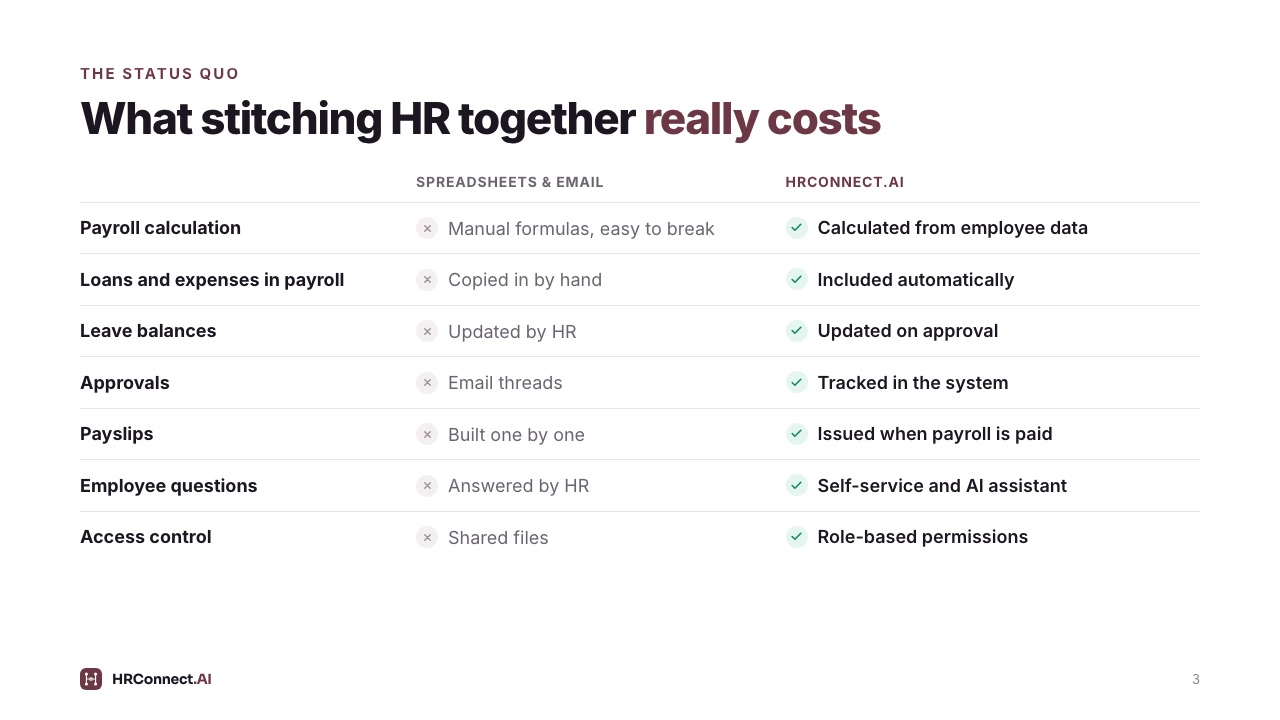 THE STATUS QUO
What stitching HR together really costs
SPREADSHEETS & EMAIL HRCONNECT.AI
Payroll calculation Manual formulas, easy to break Calculated from employee data
Loans and expenses in payroll Copied in by hand Included automatically
Leave balances Updated by HR Updated on approval
Approvals Email threads Tracked in the system
Payslips Built one by one Issued when payroll is paid
Employee questions Answered by HR Self-service and AI assistant
Access control Shared files Role-based permissions
HRConnect.AI 3